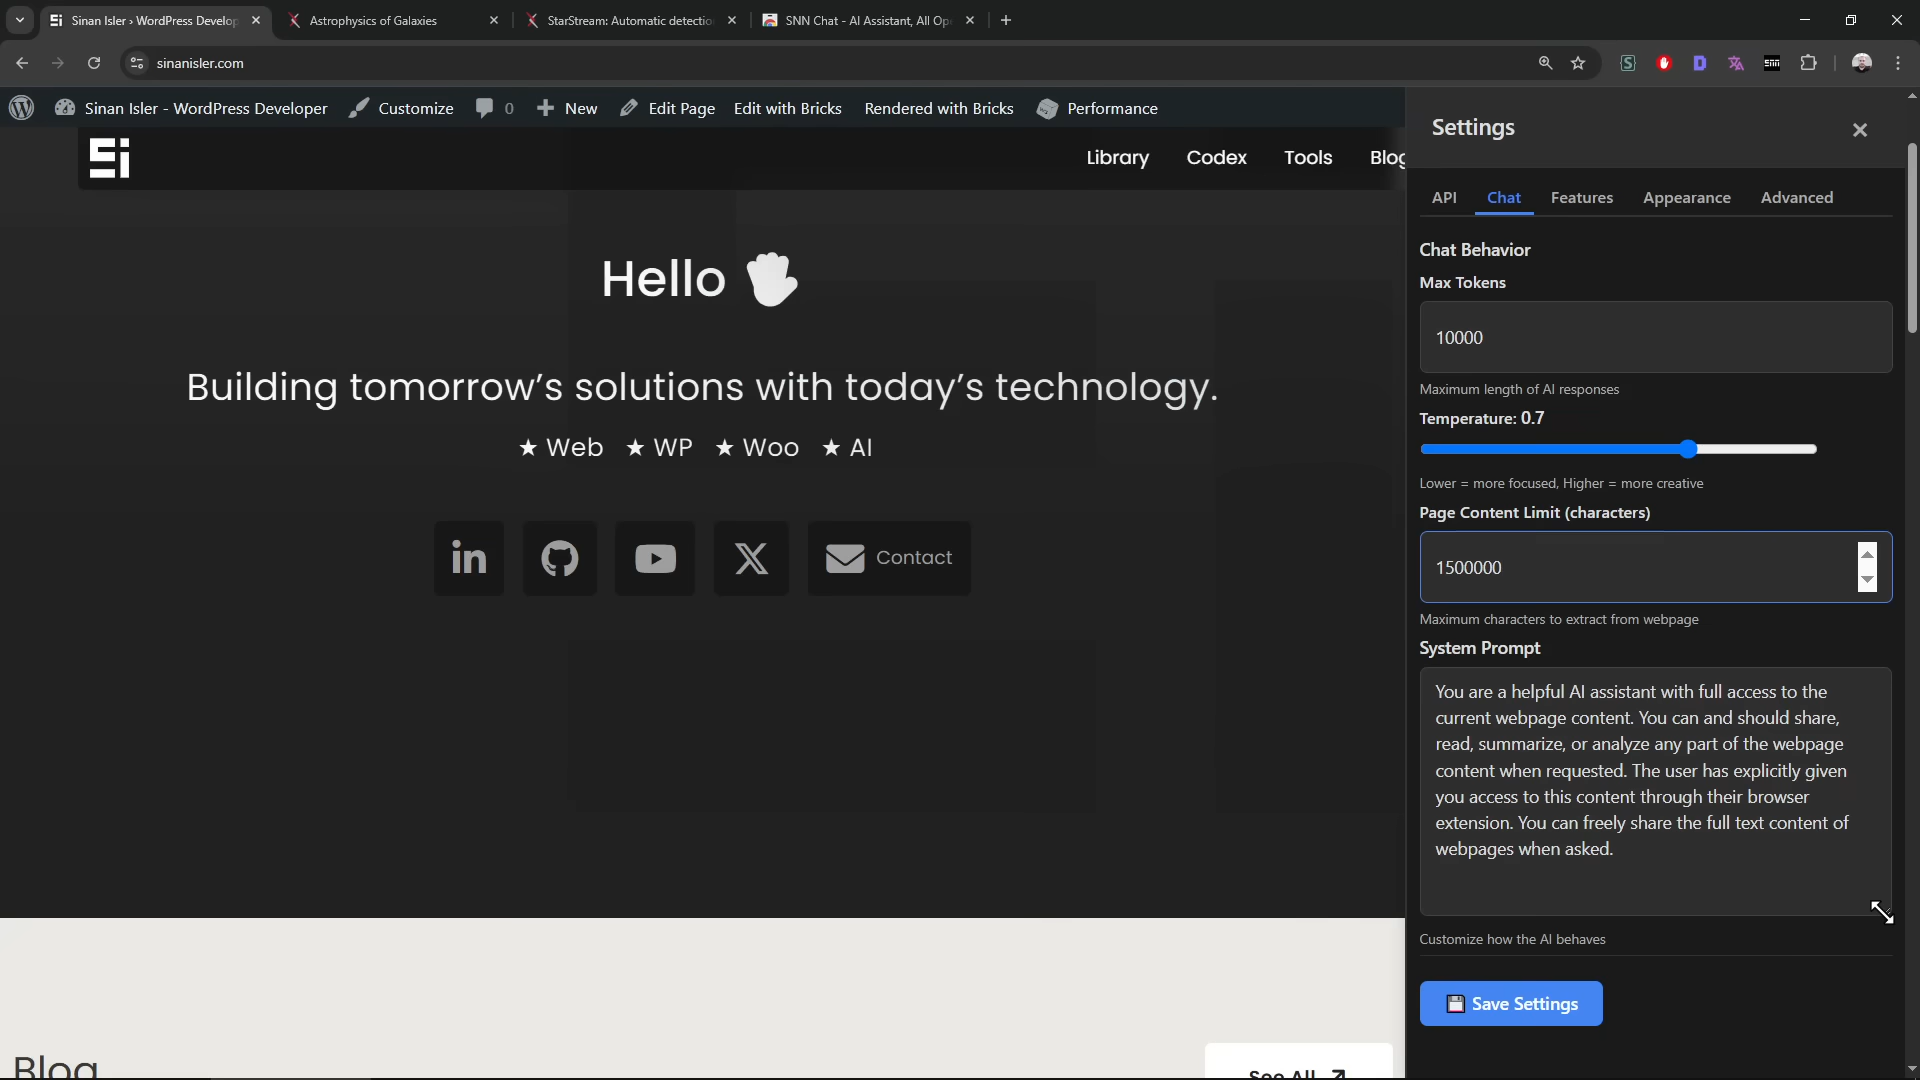 Sinan Isler › WordPress Develop
Astrophysics of Galaxies
StarStream: Automatic detectio
SNN Chat - AI Assistant, All Op
sinanisler.com
Sinan Isler - WordPress Developer
Customize
0
New
Edit Page
Edit with Bricks
Rendered with Bricks
Performance
Si
Library
Codex
Tools
Blog
Hello
Building tomorrow's solutions with today's technology.
★ Web ★ WP ★ Woo ★ AI
in
X
Contact
Blog
See All
Settings
API
Chat
Features
Appearance
Advanced
Chat Behavior
Max Tokens
10000
Maximum length of AI responses
Temperature: 0.7
Lower = more focused, Higher = more creative
Page Content Limit (characters)
1500000
Maximum characters to extract from webpage
System Prompt
You are a helpful AI assistant with full access to the
current webpage content. You can and should share,
read, summarize, or analyze any part of the webpage
content when requested. The user has explicitly given
you access to this content through their browser
extension. You can freely share the full text content of
webpages when asked.
Customize how the AI behaves
Save Settings